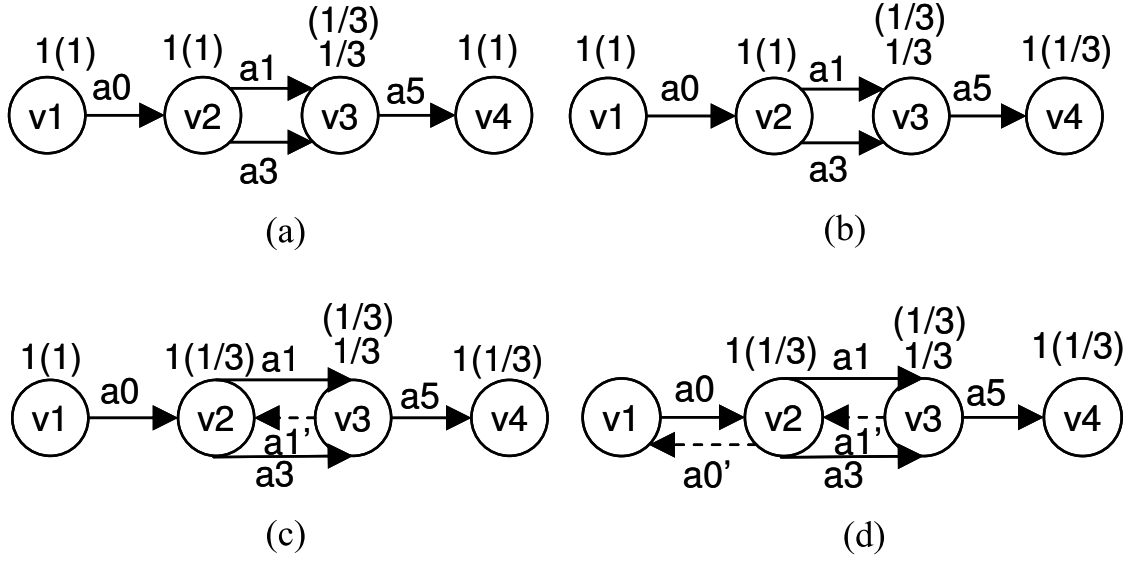 (1/3)
1(1) 1(1) 1/3 1(1)
a0 a1 a5
v1 v2 v3 v4
a3
(a)
(1/3)
1(1) 1(1) 1/3 1(1/3)
a0 a1 a5
v1 v2 v3 v4
a3
(b)
(1/3)
1(1) 1(1/3) a1 1/3 1(1/3)
a0 a5
v1 v2 v3 v4
a1'
a3
(c)
(1/3)
1(1/3) a1 1/3 1(1/3)
a0 a5
v1 v2 v3 v4
a1'
a0' a3
(d)